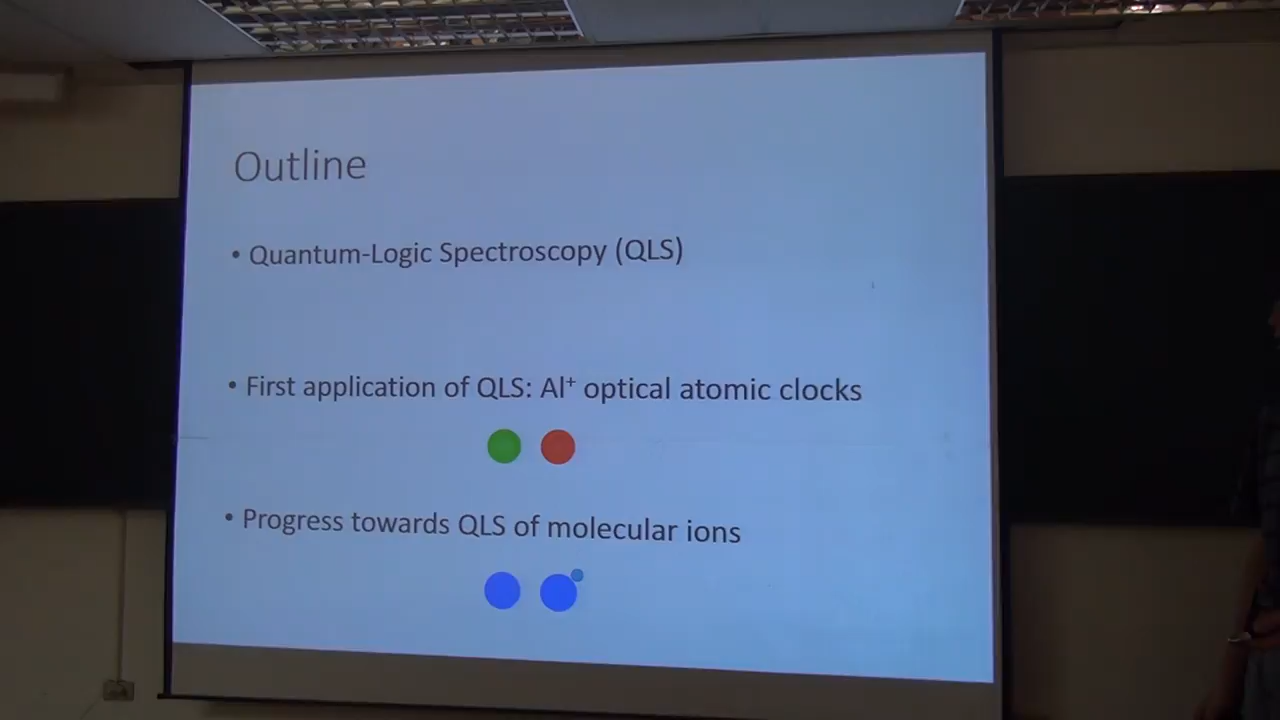 Outline
• Quantum-Logic Spectroscopy (QLS)
• First application of QLS: Al⁺ optical atomic clocks
• Progress towards QLS of molecular ions